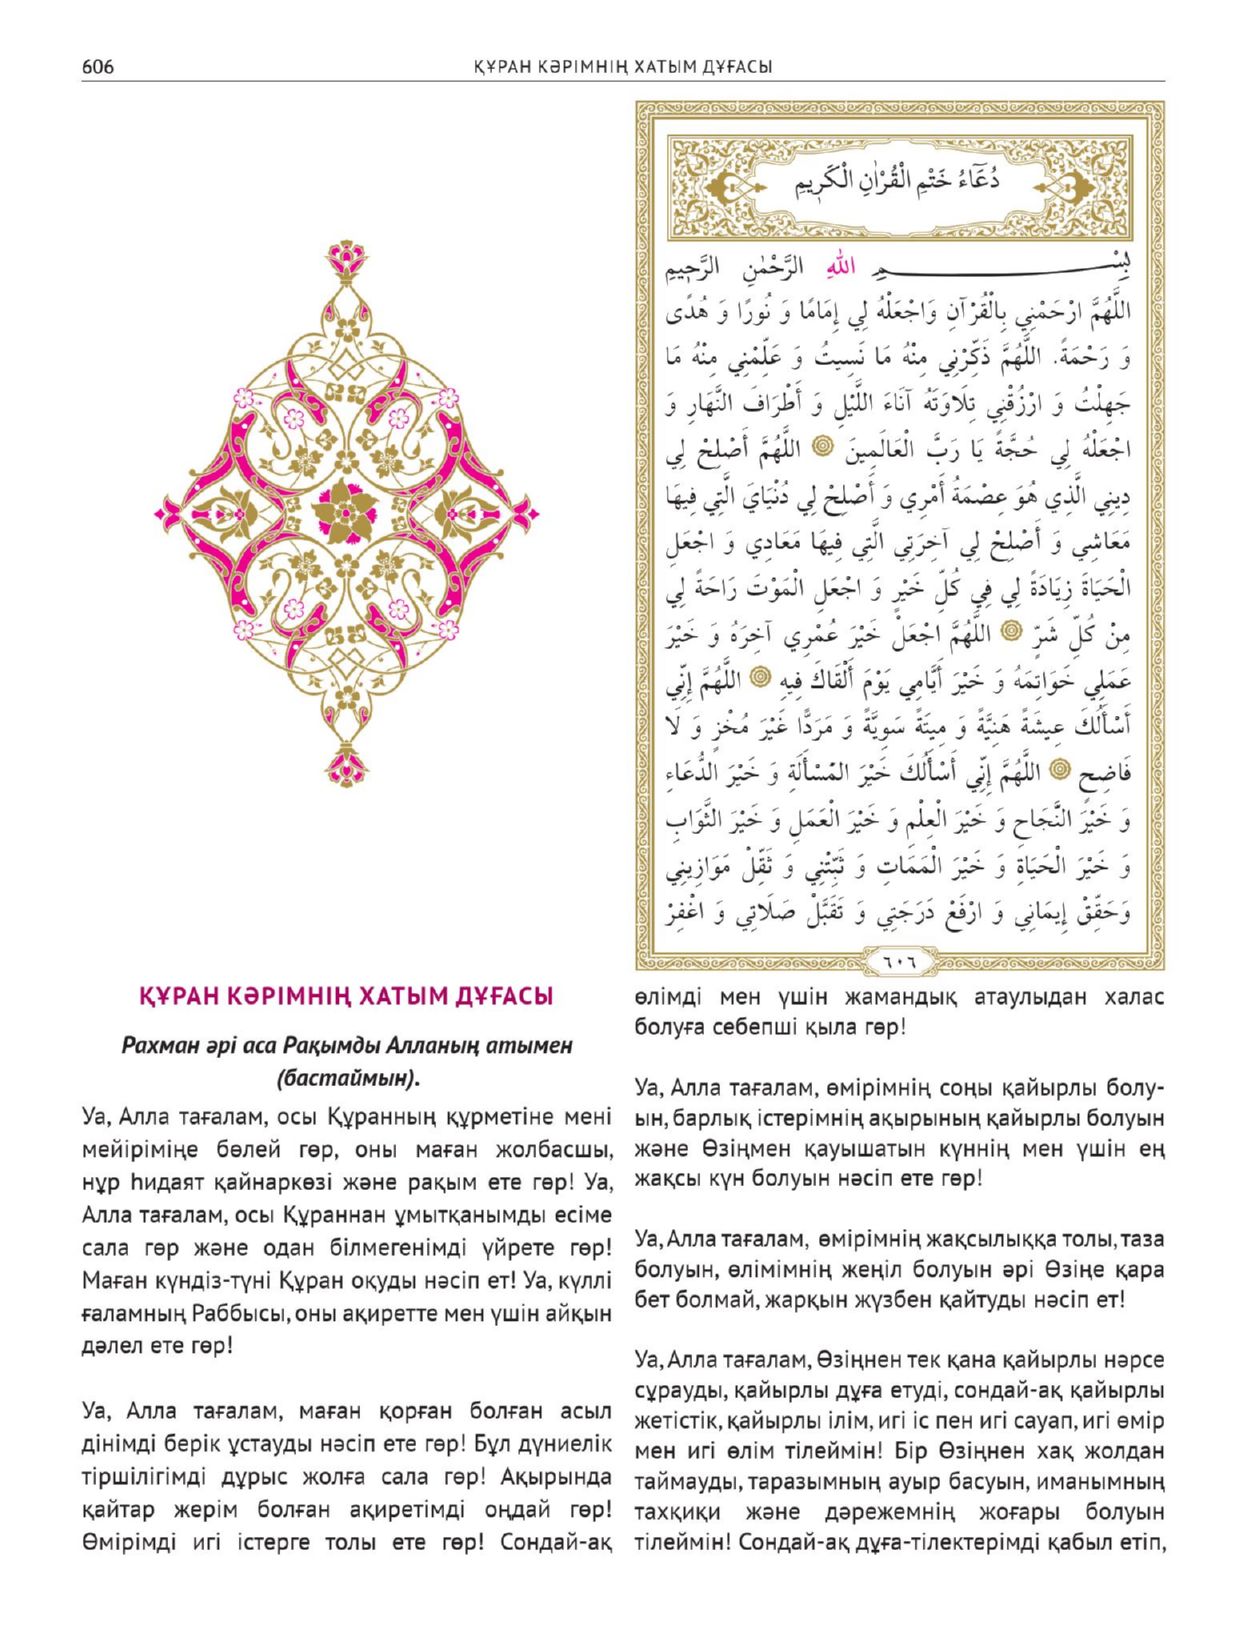 606
ҚҰРАН КӘРІМНІҢ ХАТЫМ ДҰҒАСЫ
دُعَٓاءُ خَتْمِ الْقُرْاٰنِ الْكَر۪يمِ
بِسْمِ اللهِ الرَّحْمٰنِ الرَّح۪يمِ
اللَّهُمَّ ارْحَمْنِي بِالْقُرْآنِ وَاجْعَلْهُ لِي إِمَامًا وَ نُورًا وَ هُدًى
وَ رَحْمَةً. اللَّهُمَّ ذَكِّرْنِي مِنْهُ مَا نَسِيتُ وَ عَلِّمْنِي مِنْهُ مَا
جَهِلْتُ وَ ارْزُقْنِي تِلَاوَتَهُ آنَاءَ اللَّيْلِ وَ أَطْرَافَ النَّهَارِ وَ
اجْعَلْهُ لِي حُجَّةً يَا رَبَّ الْعَالَمِينَ ۞ اللَّهُمَّ أَصْلِحْ لِي
دِينِي الَّذِي هُوَ عِصْمَةُ أَمْرِي وَ أَصْلِحْ لِي دُنْيَايَ الَّتِي فِيهَا
مَعَاشِي وَ أَصْلِحْ لِي آخِرَتِي الَّتِي فِيهَا مَعَادِي وَ اجْعَلِ
الْحَيَاةَ زِيَادَةً لِي فِي كُلِّ خَيْرٍ وَ اجْعَلِ الْمَوْتَ رَاحَةً لِي
مِنْ كُلِّ شَرٍّ ۞ اللَّهُمَّ اجْعَلْ خَيْرَ عُمْرِي آخِرَهُ وَ خَيْرَ
عَمَلِي خَوَاتِمَهُ وَ خَيْرَ أَيَّامِي يَوْمَ أَلْقَاكَ فِيهِ ۞ اللَّهُمَّ إِنِّي
أَسْأَلُكَ عِيشَةً هَنِيَّةً وَ مِيتَةً سَوِيَّةً وَ مَرَدًّا غَيْرَ مُخْزٍ وَ لَا
فَاضِحٍ ۞ اللَّهُمَّ إِنِّي أَسْأَلُكَ خَيْرَ الْمَسْأَلَةِ وَ خَيْرَ الدُّعَاءِ
وَ خَيْرَ النَّجَاحِ وَ خَيْرَ الْعِلْمِ وَ خَيْرَ الْعَمَلِ وَ خَيْرَ الثَّوَابِ
وَ خَيْرَ الْحَيَاةِ وَ خَيْرَ الْمَمَاتِ وَ ثَبِّتْنِي وَ ثَقِّلْ مَوَازِينِي
وَحَقِّقْ إِيمَانِي وَ ارْفَعْ دَرَجَتِي وَ تَقَبَّلْ صَلَاتِي وَ اغْفِرْ
٦٠٦
ҚҰРАН КӘРІМНІҢ ХАТЫМ ДҰҒАСЫ
Рахман әрі аса Рақымды Алланың атымен
(бастаймын).
Уа, Алла тағалам, осы Құранның құрметіне мені
мейіріміңе бөлей гөр, оны маған жолбасшы,
нұр һидаят қайнаркөзі және рақым ете гөр! Уа,
Алла тағалам, осы Құраннан ұмытқанымды есіме
сала гөр және одан білмегенімді үйрете гөр!
Маған күндіз-түні Құран оқуды нәсіп ет! Уа, күллі
ғаламның Раббысы, оны ақиретте мен үшін айқын
дәлел ете гөр!
Уа, Алла тағалам, маған қорған болған асыл
дінімді берік ұстауды нәсіп ете гөр! Бұл дүниелік
тіршілігімді дұрыс жолға сала гөр! Ақырында
қайтар жерім болған ақиретімді оңдай гөр!
Өмірімді игі істерге толы ете гөр! Сондай-ақ
өлімді мен үшін жамандық атаулыдан халас
болуға себепші қыла гөр!
Уа, Алла тағалам, өмірімнің соңы қайырлы болу-
ын, барлық істерімнің ақырының қайырлы болуын
және Өзіңмен қауышатын күннің мен үшін ең
жақсы күн болуын нәсіп ете гөр!
Уа, Алла тағалам, өмірімнің жақсылыққа толы, таза
болуын, өлімімнің жеңіл болуын әрі Өзіңе қара
бет болмай, жарқын жүзбен қайтуды нәсіп ет!
Уа, Алла тағалам, Өзіңнен тек қана қайырлы нәрсе
сұрауды, қайырлы дұға етуді, сондай-ақ қайырлы
жетістік, қайырлы ілім, игі іс пен игі сауап, игі өмір
мен игі өлім тілеймін! Бір Өзіңнен хақ жолдан
таймауды, таразымның ауыр басуын, иманымның
тахқиқи және дәрежемнің жоғары болуын
тілеймін! Сондай-ақ дұға-тілектерімді қабыл етіп,